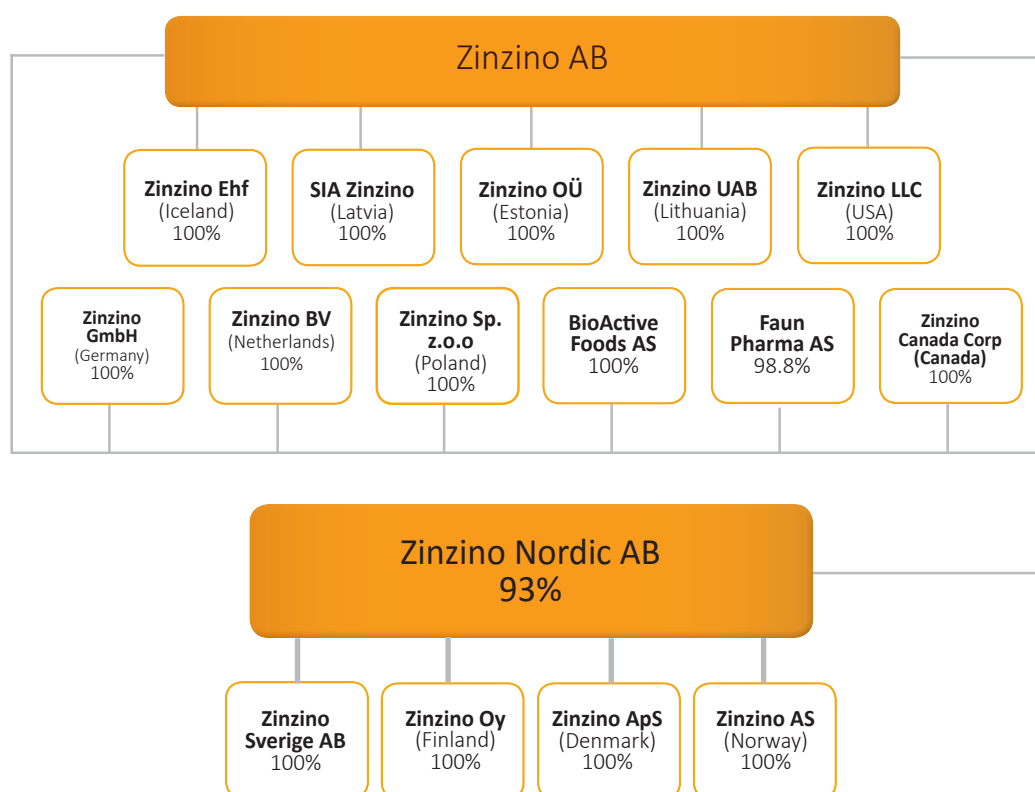 Zinzino AB
Zinzino Ehf
(Iceland)
100%
SIA Zinzino
(Latvia)
100%
Zinzino OÜ
(Estonia)
100%
Zinzino UAB
(Lithuania)
100%
Zinzino LLC
(USA)
100%
Zinzino
GmbH
(Germany)
100%
Zinzino BV
(Netherlands)
100%
Zinzino Sp.
z.o.o
(Poland)
100%
BioActive
Foods AS
100%
Faun
Pharma AS
98.8%
Zinzino
Canada Corp
(Canada)
100%
Zinzino Nordic AB
93%
Zinzino
Sverige AB
100%
Zinzino Oy
(Finland)
100%
Zinzino ApS
(Denmark)
100%
Zinzino AS
(Norway)
100%